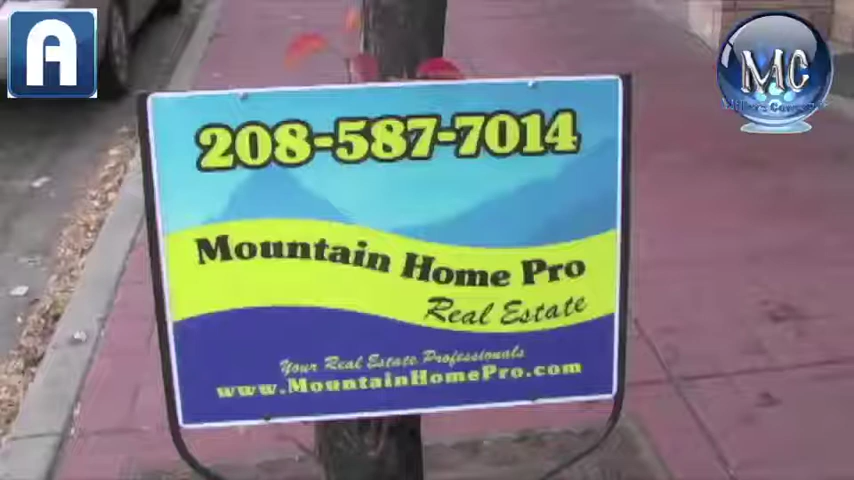 A
MC
208-587-7014
Mountain Home Pro
Real Estate
Your Real Estate Professionals
www.MountainHomePro.com